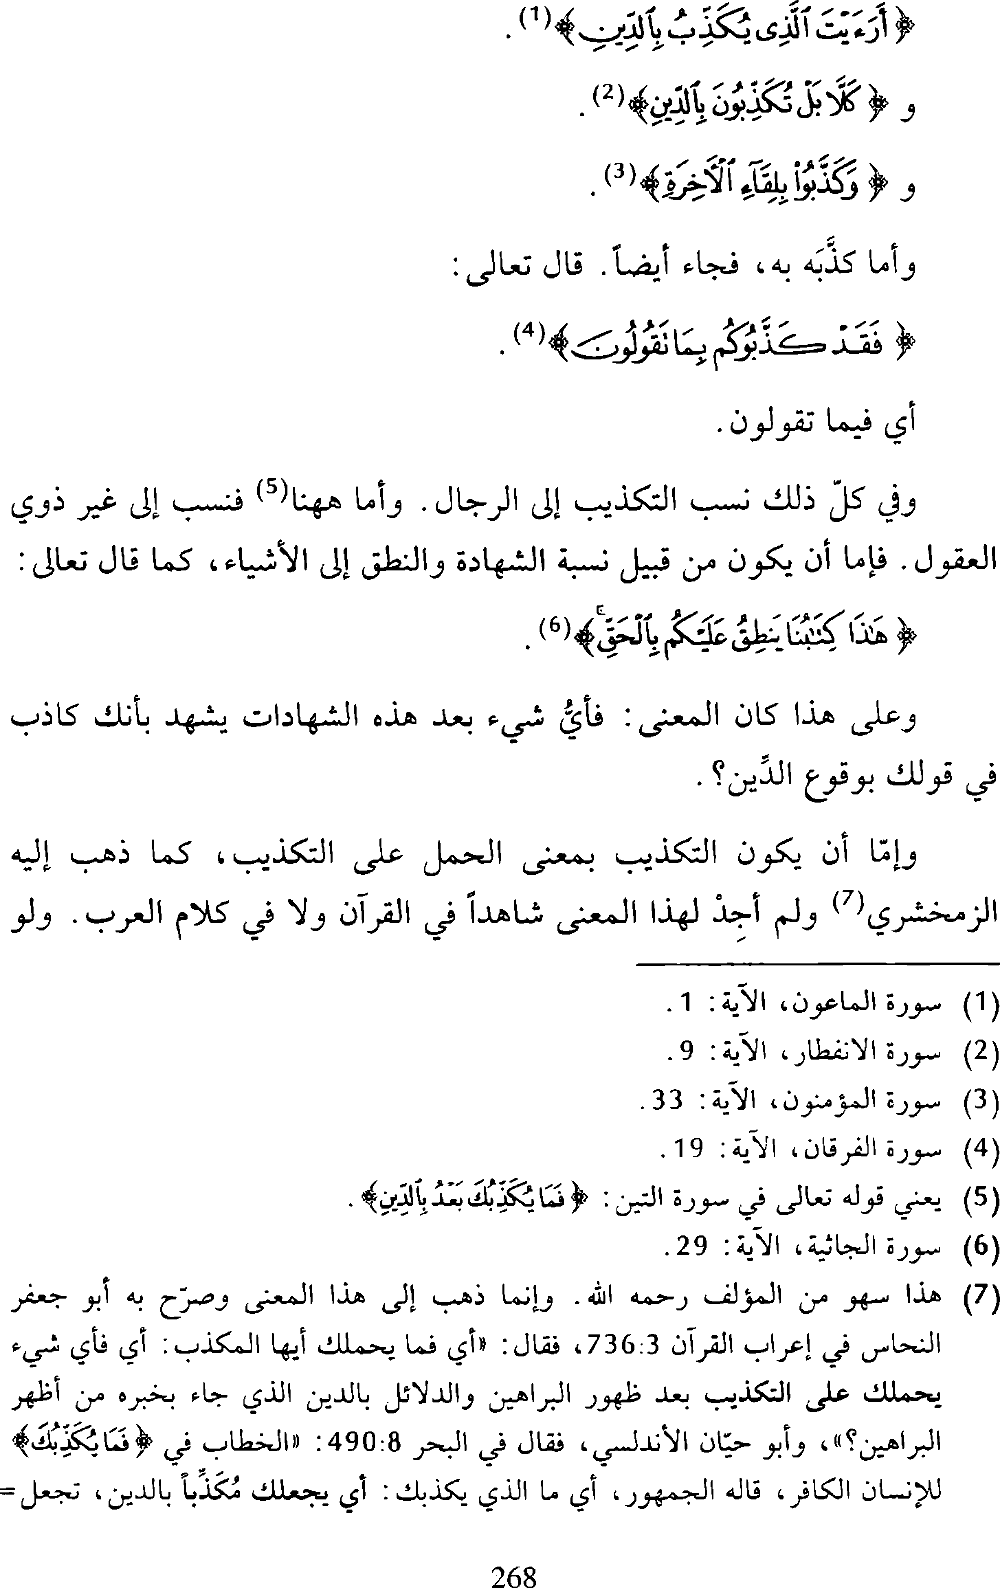 ﴿ أَرَءَيْتَ ٱلَّذِى يُكَذِّبُ بِٱلدِّينِ ﴾(1) .
و ﴿ كَلَّا بَلْ تُكَذِّبُونَ بِٱلدِّينِ ﴾(2) .
و ﴿ وَكَذَّبُواْ بِلِقَآءِ ٱلْأَخِرَةِ ﴾(3) .
وأما كذَّبَه به، فجاء أيضاً. قال تعالى:
﴿ فَقَدْ كَذَّبُوكُم بِمَا تَقُولُونَ ﴾(4) .
أي فيما تقولون.
وفي كلّ ذلك نسب التكذيب إلى الرجال. وأما ههنا(5) فنسب إلى غير ذوي
العقول. فإما أن يكون من قبيل نسبة الشهادة والنطق إلى الأشياء، كما قال تعالى:
﴿ هَٰذَا كِتَٰبُنَا يَنطِقُ عَلَيْكُم بِٱلْحَقِّ ۚ ﴾(6) .
وعلى هذا كان المعنى: فأيُّ شيء بعد هذه الشهادات يشهد بأنك كاذب
في قولك بوقوع الدِّين؟ .
وإمّا أن يكون التكذيب بمعنى الحمل على التكذيب، كما ذهب إليه
الزمخشري(7) ولم أجِدْ لهذا المعنى شاهداً في القرآن ولا في كلام العرب. ولو
(1) سورة الماعون، الآية: 1 .
(2) سورة الانفطار، الآية: 9 .
(3) سورة المؤمنون، الآية: 33 .
(4) سورة الفرقان، الآية: 19 .
(5) يعني قوله تعالى في سورة التين: ﴿ فَمَا يُكَذِّبُكَ بَعْدُ بِٱلدِّينِ ﴾ .
(6) سورة الجاثية، الآية: 29 .
(7) هذا سهو من المؤلف رحمه الله. وإنما ذهب إلى هذا المعنى وصرّح به أبو جعفر
النحاس في إعراب القرآن 3:736، فقال: «أي فما يحملك أيها المكذب: أي فأي شيء
يحملك على التكذيب بعد ظهور البراهين والدلائل بالدين الذي جاء بخبره من أظهر
البراهين؟»، وأبو حيّان الأندلسي، فقال في البحر 8:490: «الخطاب في ﴿ فَمَا يُكَذِّبُكَ ﴾
للإنسان الكافر، قاله الجمهور، أي ما الذي يكذبك: أي يجعلك مُكَذِّباً بالدين، تجعل =
268